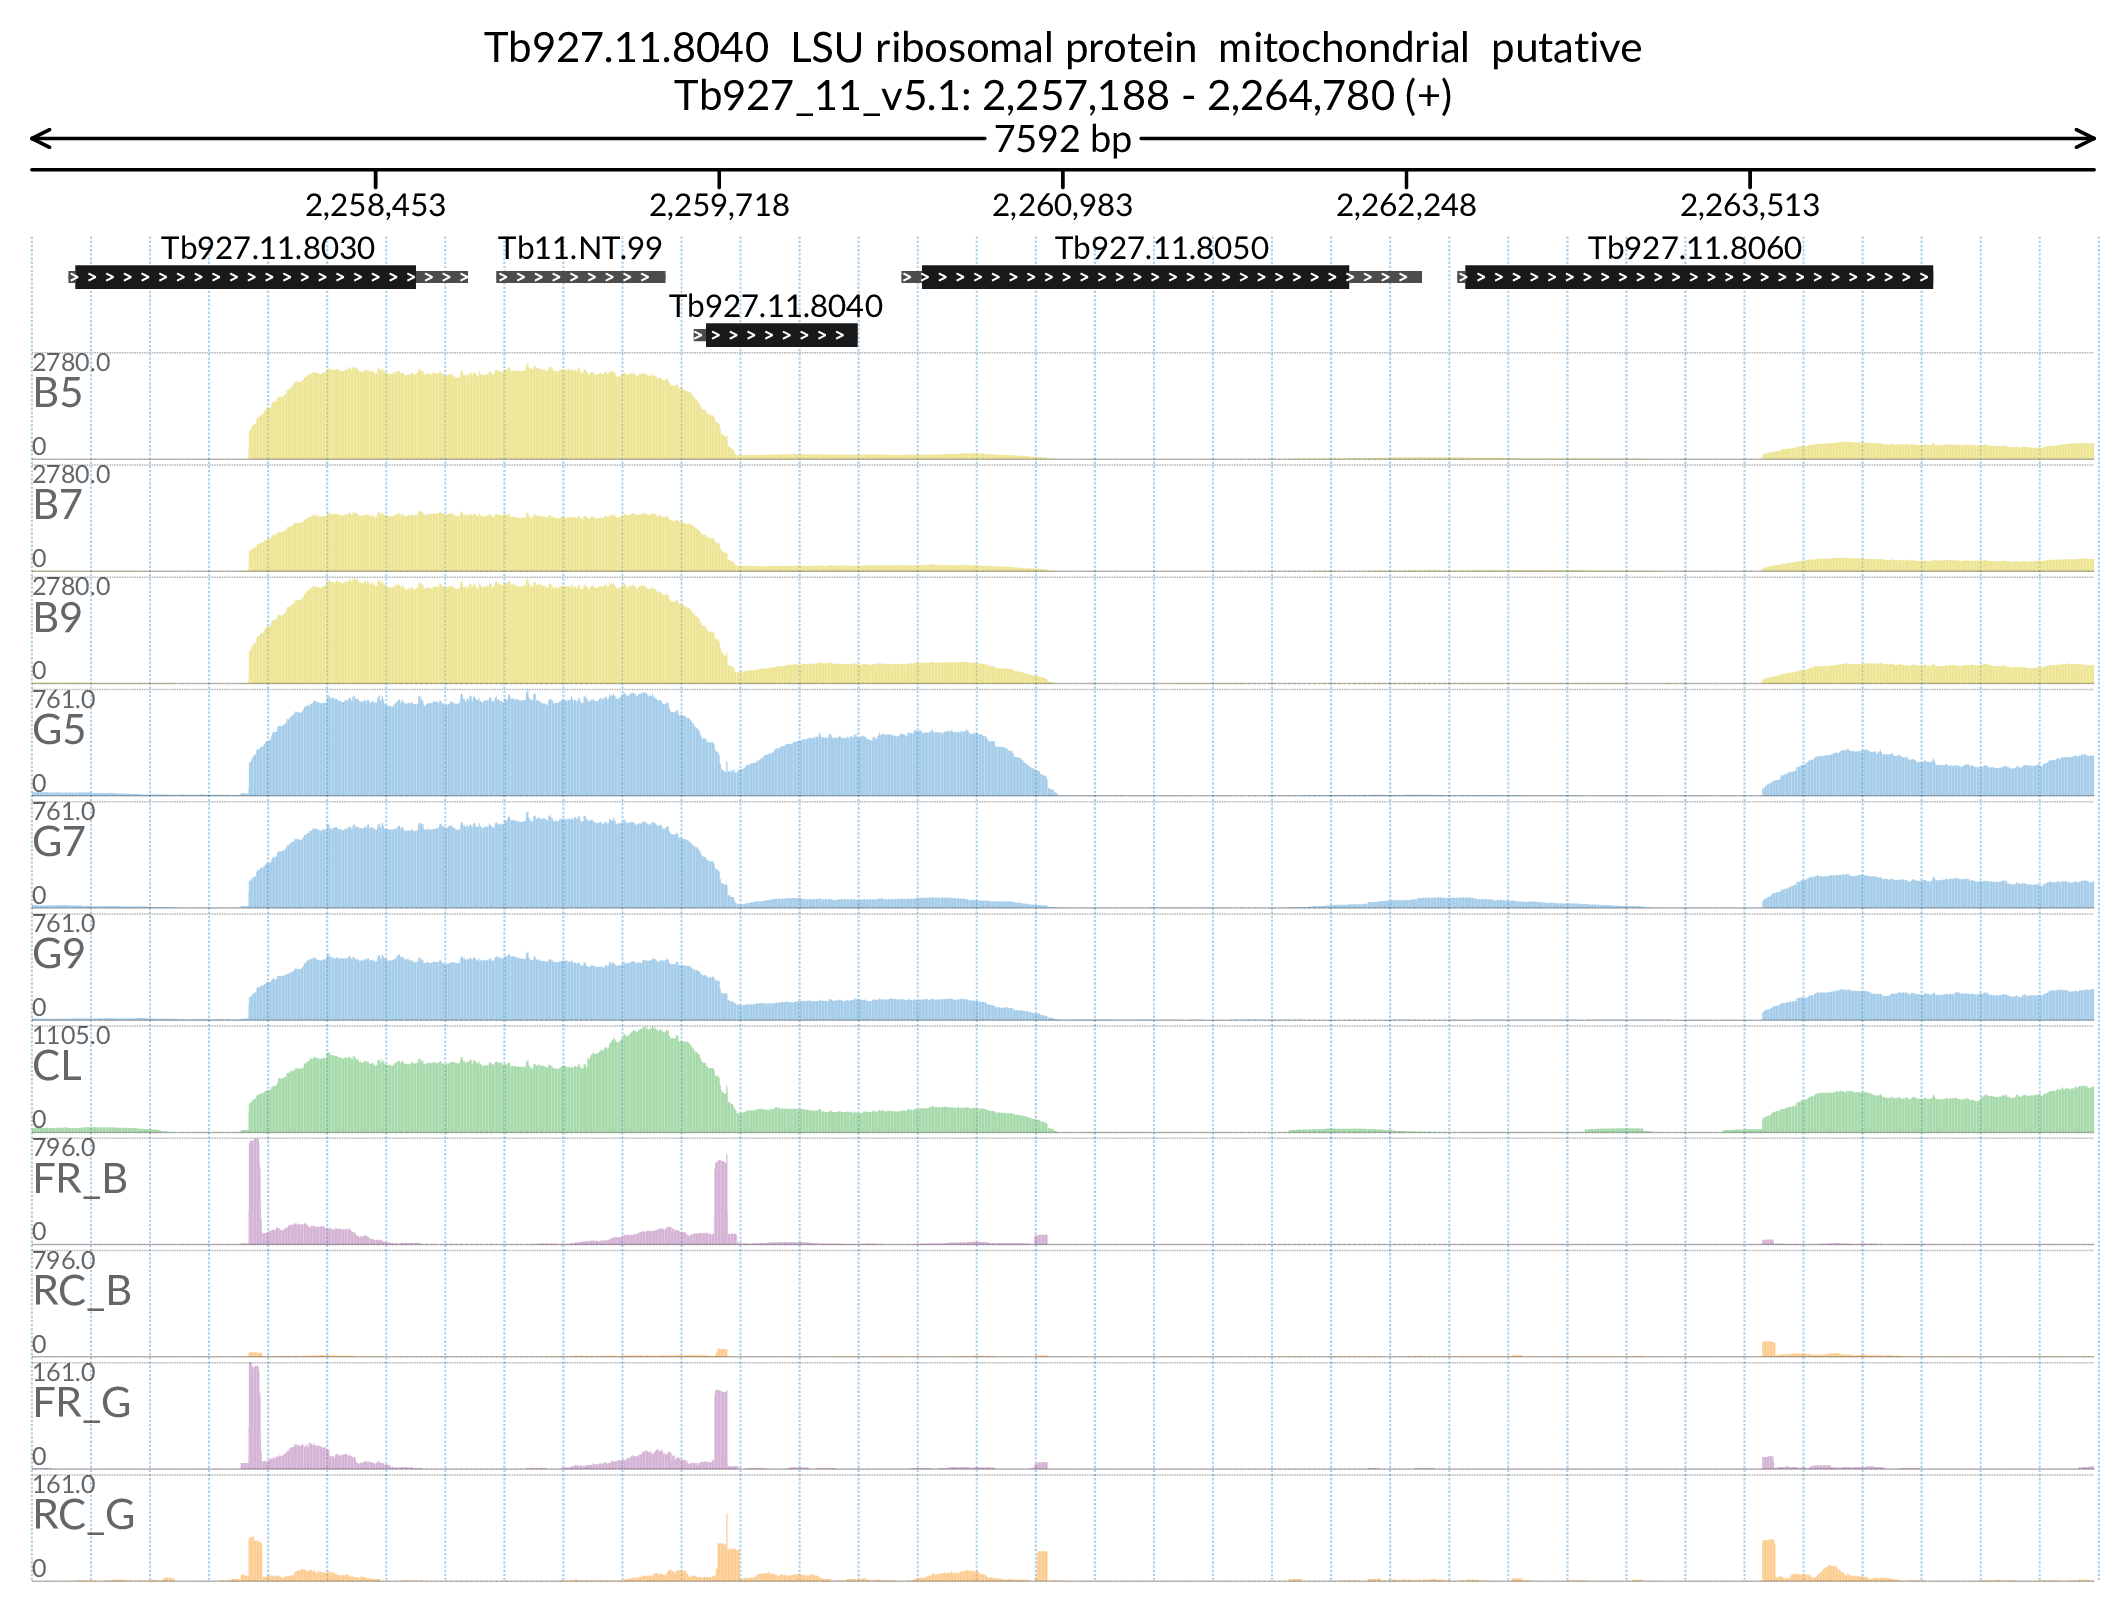 Tb927.11.8040  LSU ribosomal protein  mitochondrial  putative
Tb927_11_v5.1: 2,257,188 - 2,264,780 (+)
7592 bp
2,258,453 2,259,718 2,260,983 2,262,248 2,263,513
Tb927.11.8030 Tb11.NT.99 Tb927.11.8050 Tb927.11.8060
Tb927.11.8040
2780.0
B5
0
2780.0
B7
0
2780.0
B9
0
761.0
G5
0
761.0
G7
0
761.0
G9
0
1105.0
CL
0
796.0
FR_B
0
796.0
RC_B
0
161.0
FR_G
0
161.0
RC_G
0